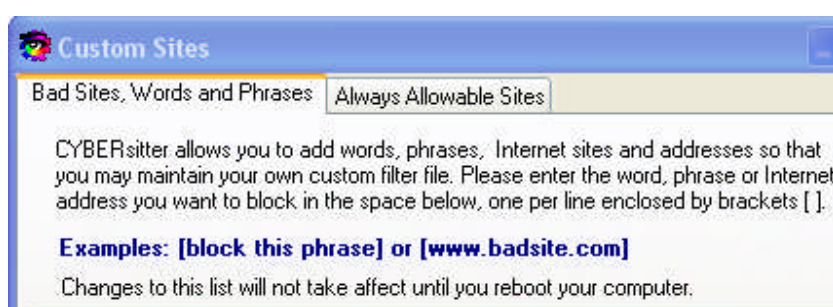 Custom Sites
Bad Sites, Words and Phrases Always Allowable Sites
CYBERsitter allows you to add words, phrases, Internet sites and addresses so that
you may maintain your own custom filter file. Please enter the word, phrase or Internet
address you want to block in the space below, one per line enclosed by brackets [ ].
Examples: [block this phrase] or [www.badsite.com]
Changes to this list will not take affect until you reboot your computer.